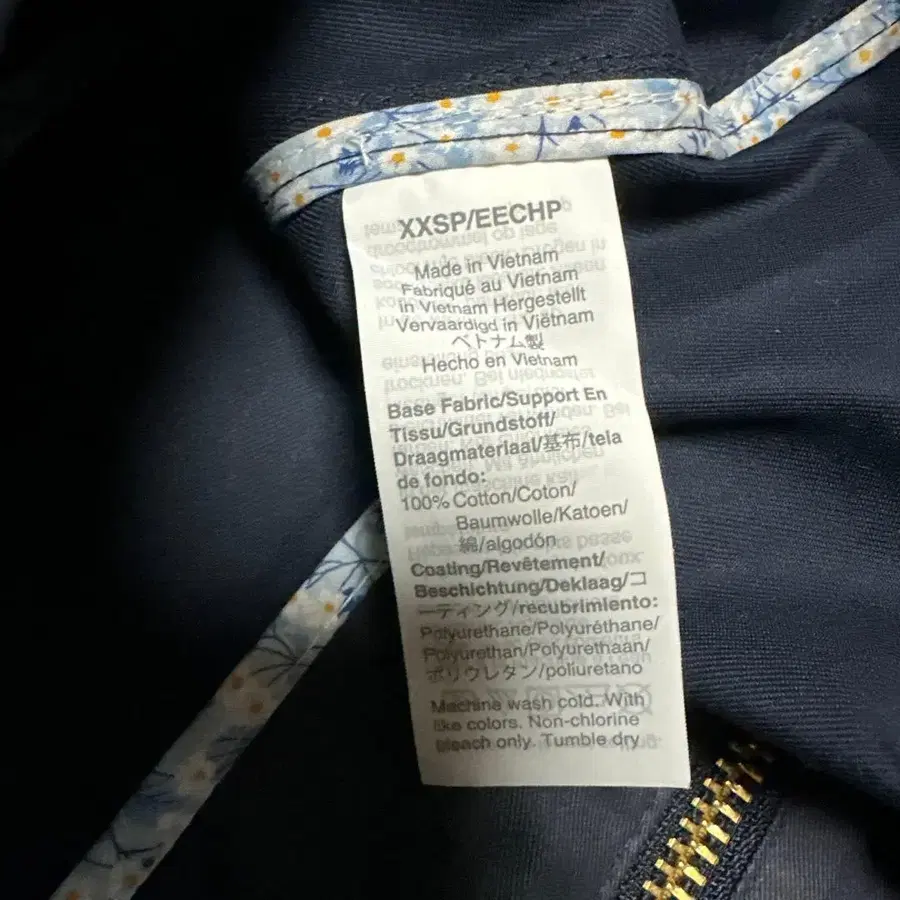 XXSP/EECHP
Made in Vietnam
Fabriqué au Vietnam
in Vietnam Hergestellt
Vervaardigd in Viëtnam
ベトナム製
Hecho en Vietnam
Base Fabric/Support En
Tissu/Grundstoff/
Draagmateriaal/基布/tela
de fondo:
100% Cotton/Coton/
Baumwolle/Katoen/
綿/algodón
Coating/Revêtement/
Beschichtung/Deklaag/コ
ーティング/recubrimiento:
Polyurethane/Polyuréthane/
Polyurethan/Polyurethaan/
ポリウレタン/poliuretano
Machine wash cold. With
like colors. Non-chlorine
bleach only. Tumble dry